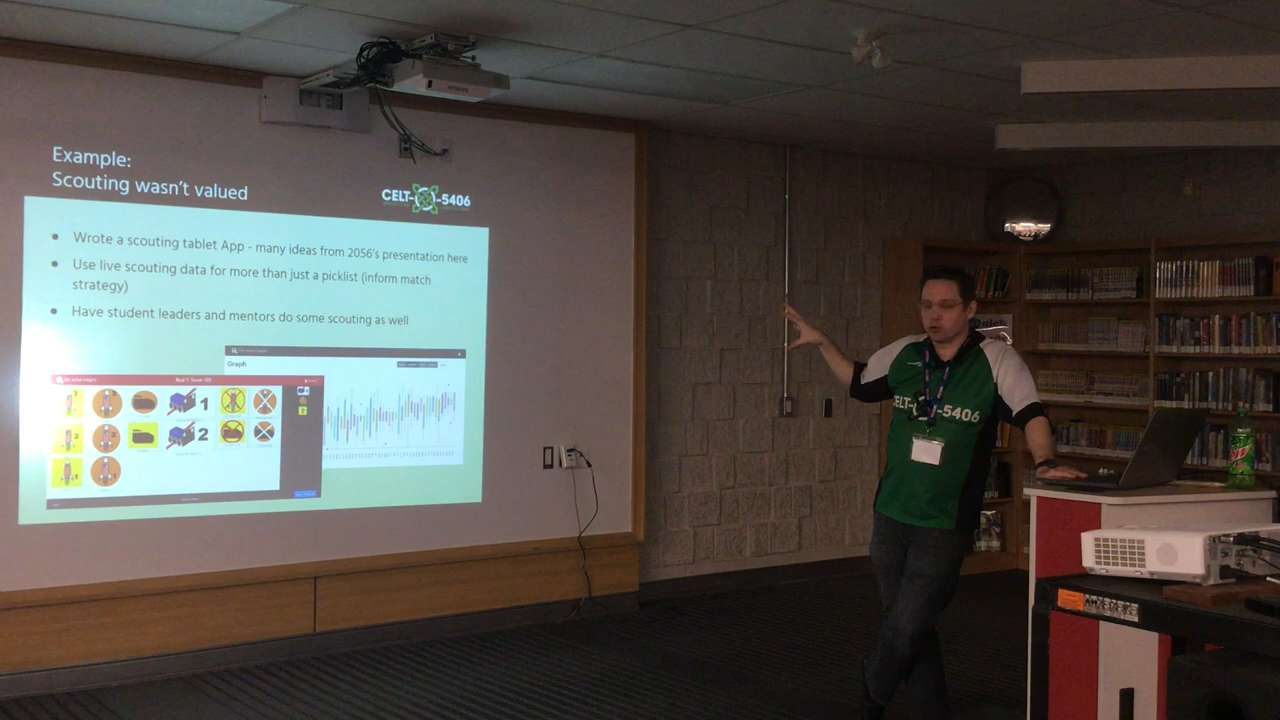 Example:
Scouting wasn't valued
CELT- -5406
● Wrote a scouting tablet App - many ideas from 2056's presentation here
● Use live scouting data for more than just a picklist (inform match
strategy)
● Have student leaders and mentors do some scouting as well
Graph
1
2
HITACHI
CELT- -5406